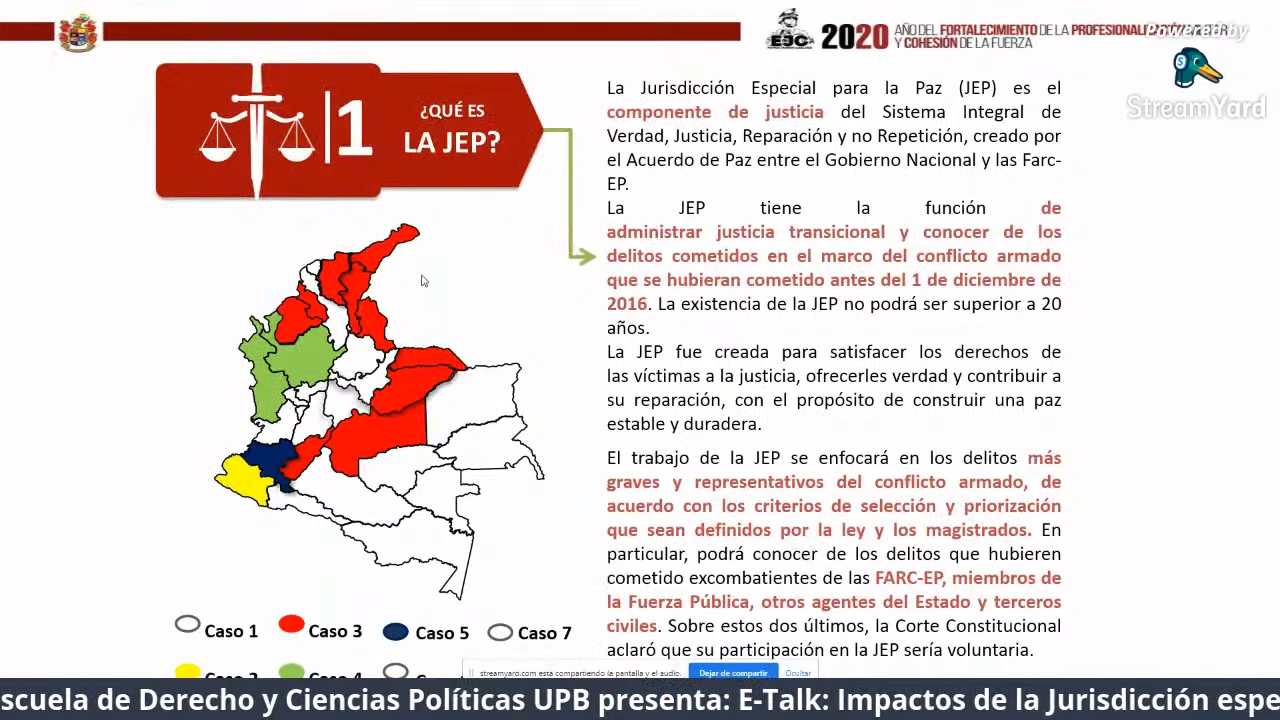 EJC 2020 AÑO DEL FORTALECIMIENTO DE LA PROFESIONAL
Y COHESIÓN DE LA FUERZA
Powered by
StreamYard
1 ¿QUÉ ES
LA JEP?
La Jurisdicción Especial para la Paz (JEP) es el
componente de justicia del Sistema Integral de
Verdad, Justicia, Reparación y no Repetición, creado por
el Acuerdo de Paz entre el Gobierno Nacional y las Farc-
EP.
La JEP tiene la función de
administrar justicia transicional y conocer de los
delitos cometidos en el marco del conflicto armado
que se hubieran cometido antes del 1 de diciembre de
2016. La existencia de la JEP no podrá ser superior a 20
años.
La JEP fue creada para satisfacer los derechos de
las víctimas a la justicia, ofrecerles verdad y contribuir a
su reparación, con el propósito de construir una paz
estable y duradera.
El trabajo de la JEP se enfocará en los delitos más
graves y representativos del conflicto armado, de
acuerdo con los criterios de selección y priorización
que sean definidos por la ley y los magistrados. En
particular, podrá conocer de los delitos que hubieren
cometido excombatientes de las FARC-EP, miembros de
la Fuerza Pública, otros agentes del Estado y terceros
civiles. Sobre estos dos últimos, la Corte Constitucional
aclaró que su participación en la JEP sería voluntaria.
Caso 1 Caso 3 Caso 5 Caso 7
streamyard.com está compartiendo la pantalla y el audio. Dejar de compartir Ocultar
scuela de Derecho y Ciencias Políticas UPB presenta: E-Talk: Impactos de la Jurisdicción espe